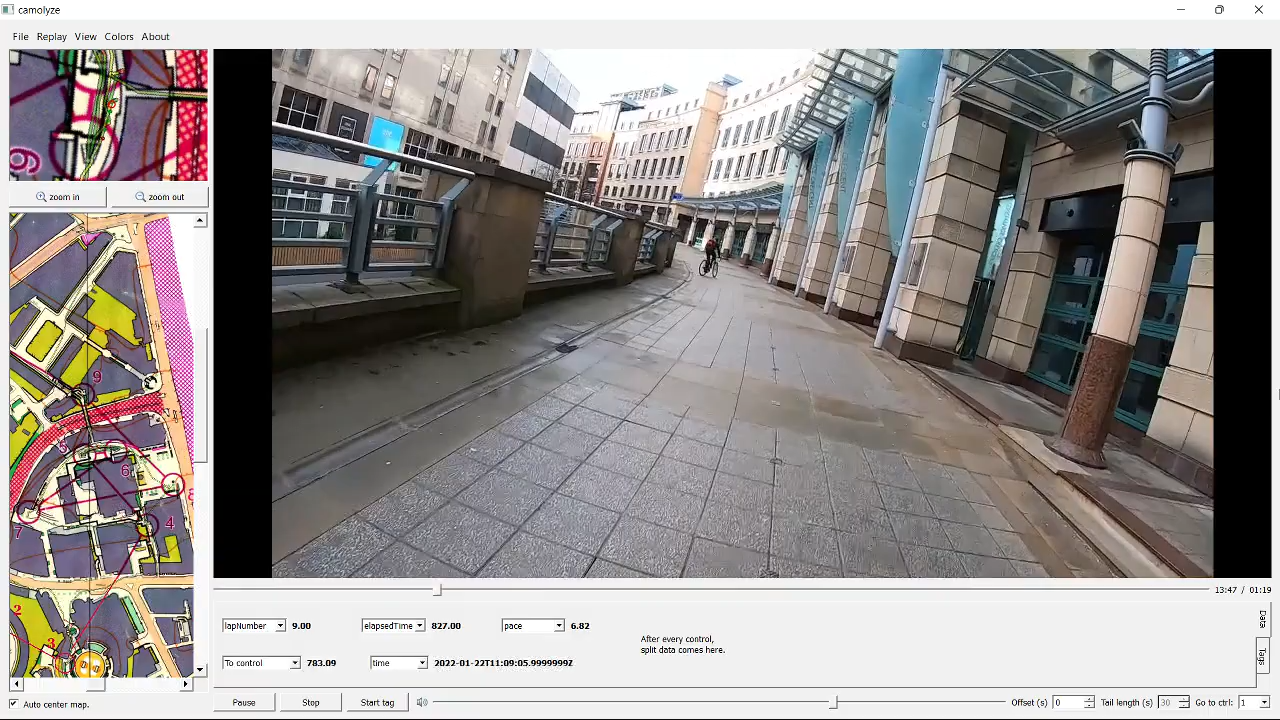 camolyze
File Replay View Colors About
zoom in zoom out
9
5
6
8
4
7
2
3
13:47 / 01:19
lapNumber 9.00 elapsedTime 827.00 pace 6.82
After every control,
split data comes here.
To control 783.09 time 2022-01-22T11:09:05.9999999Z
Data
Tags
Auto center map.
Pause Stop Start tag Offset (s) 0 Tail length (s) 30 Go to ctrl: 1